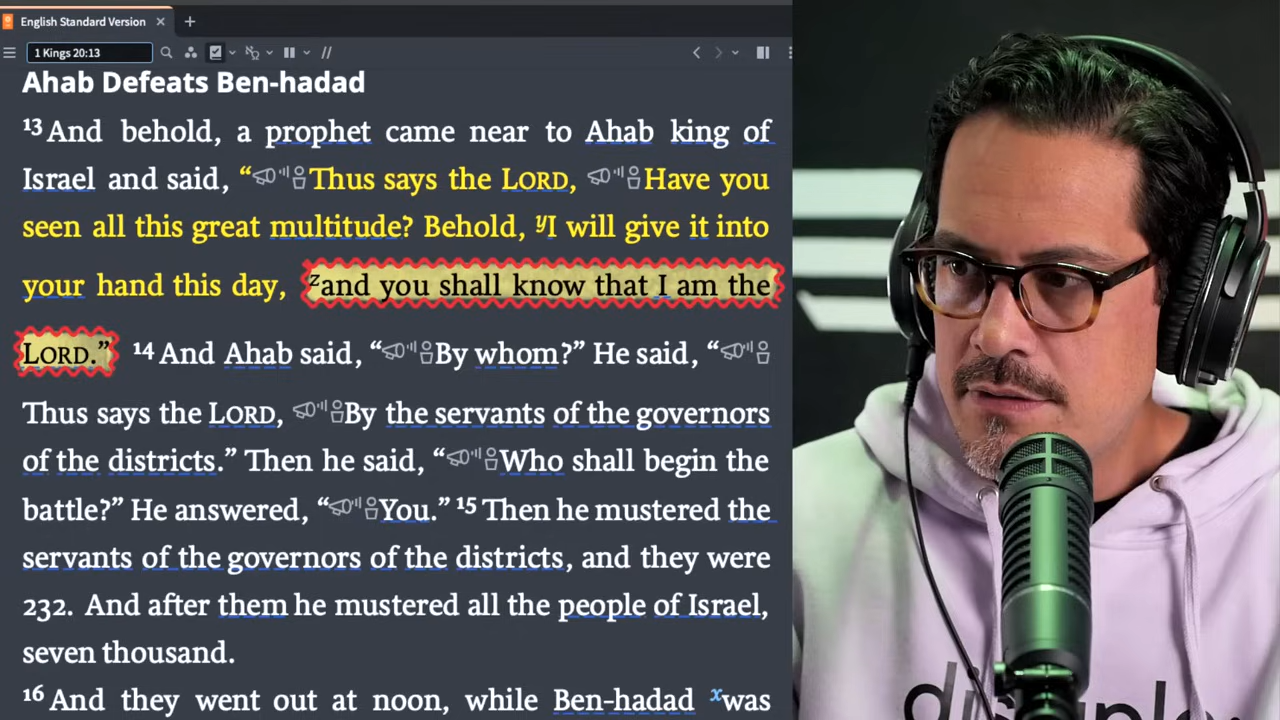 English Standard Version
1 Kings 20:13
Ahab Defeats Ben-hadad
13 And behold, a prophet came near to Ahab king of
Israel and said, “Thus says the LORD, Have you
seen all this great multitude? Behold, yI will give it into
your hand this day, zand you shall know that I am the
LORD.” 14 And Ahab said, “By whom?” He said, “
Thus says the LORD, By the servants of the governors
of the districts.” Then he said, “Who shall begin the
battle?” He answered, “You.” 15 Then he mustered the
servants of the governors of the districts, and they were
232. And after them he mustered all the people of Israel,
seven thousand.
16 And they went out at noon, while Ben-hadad xwas